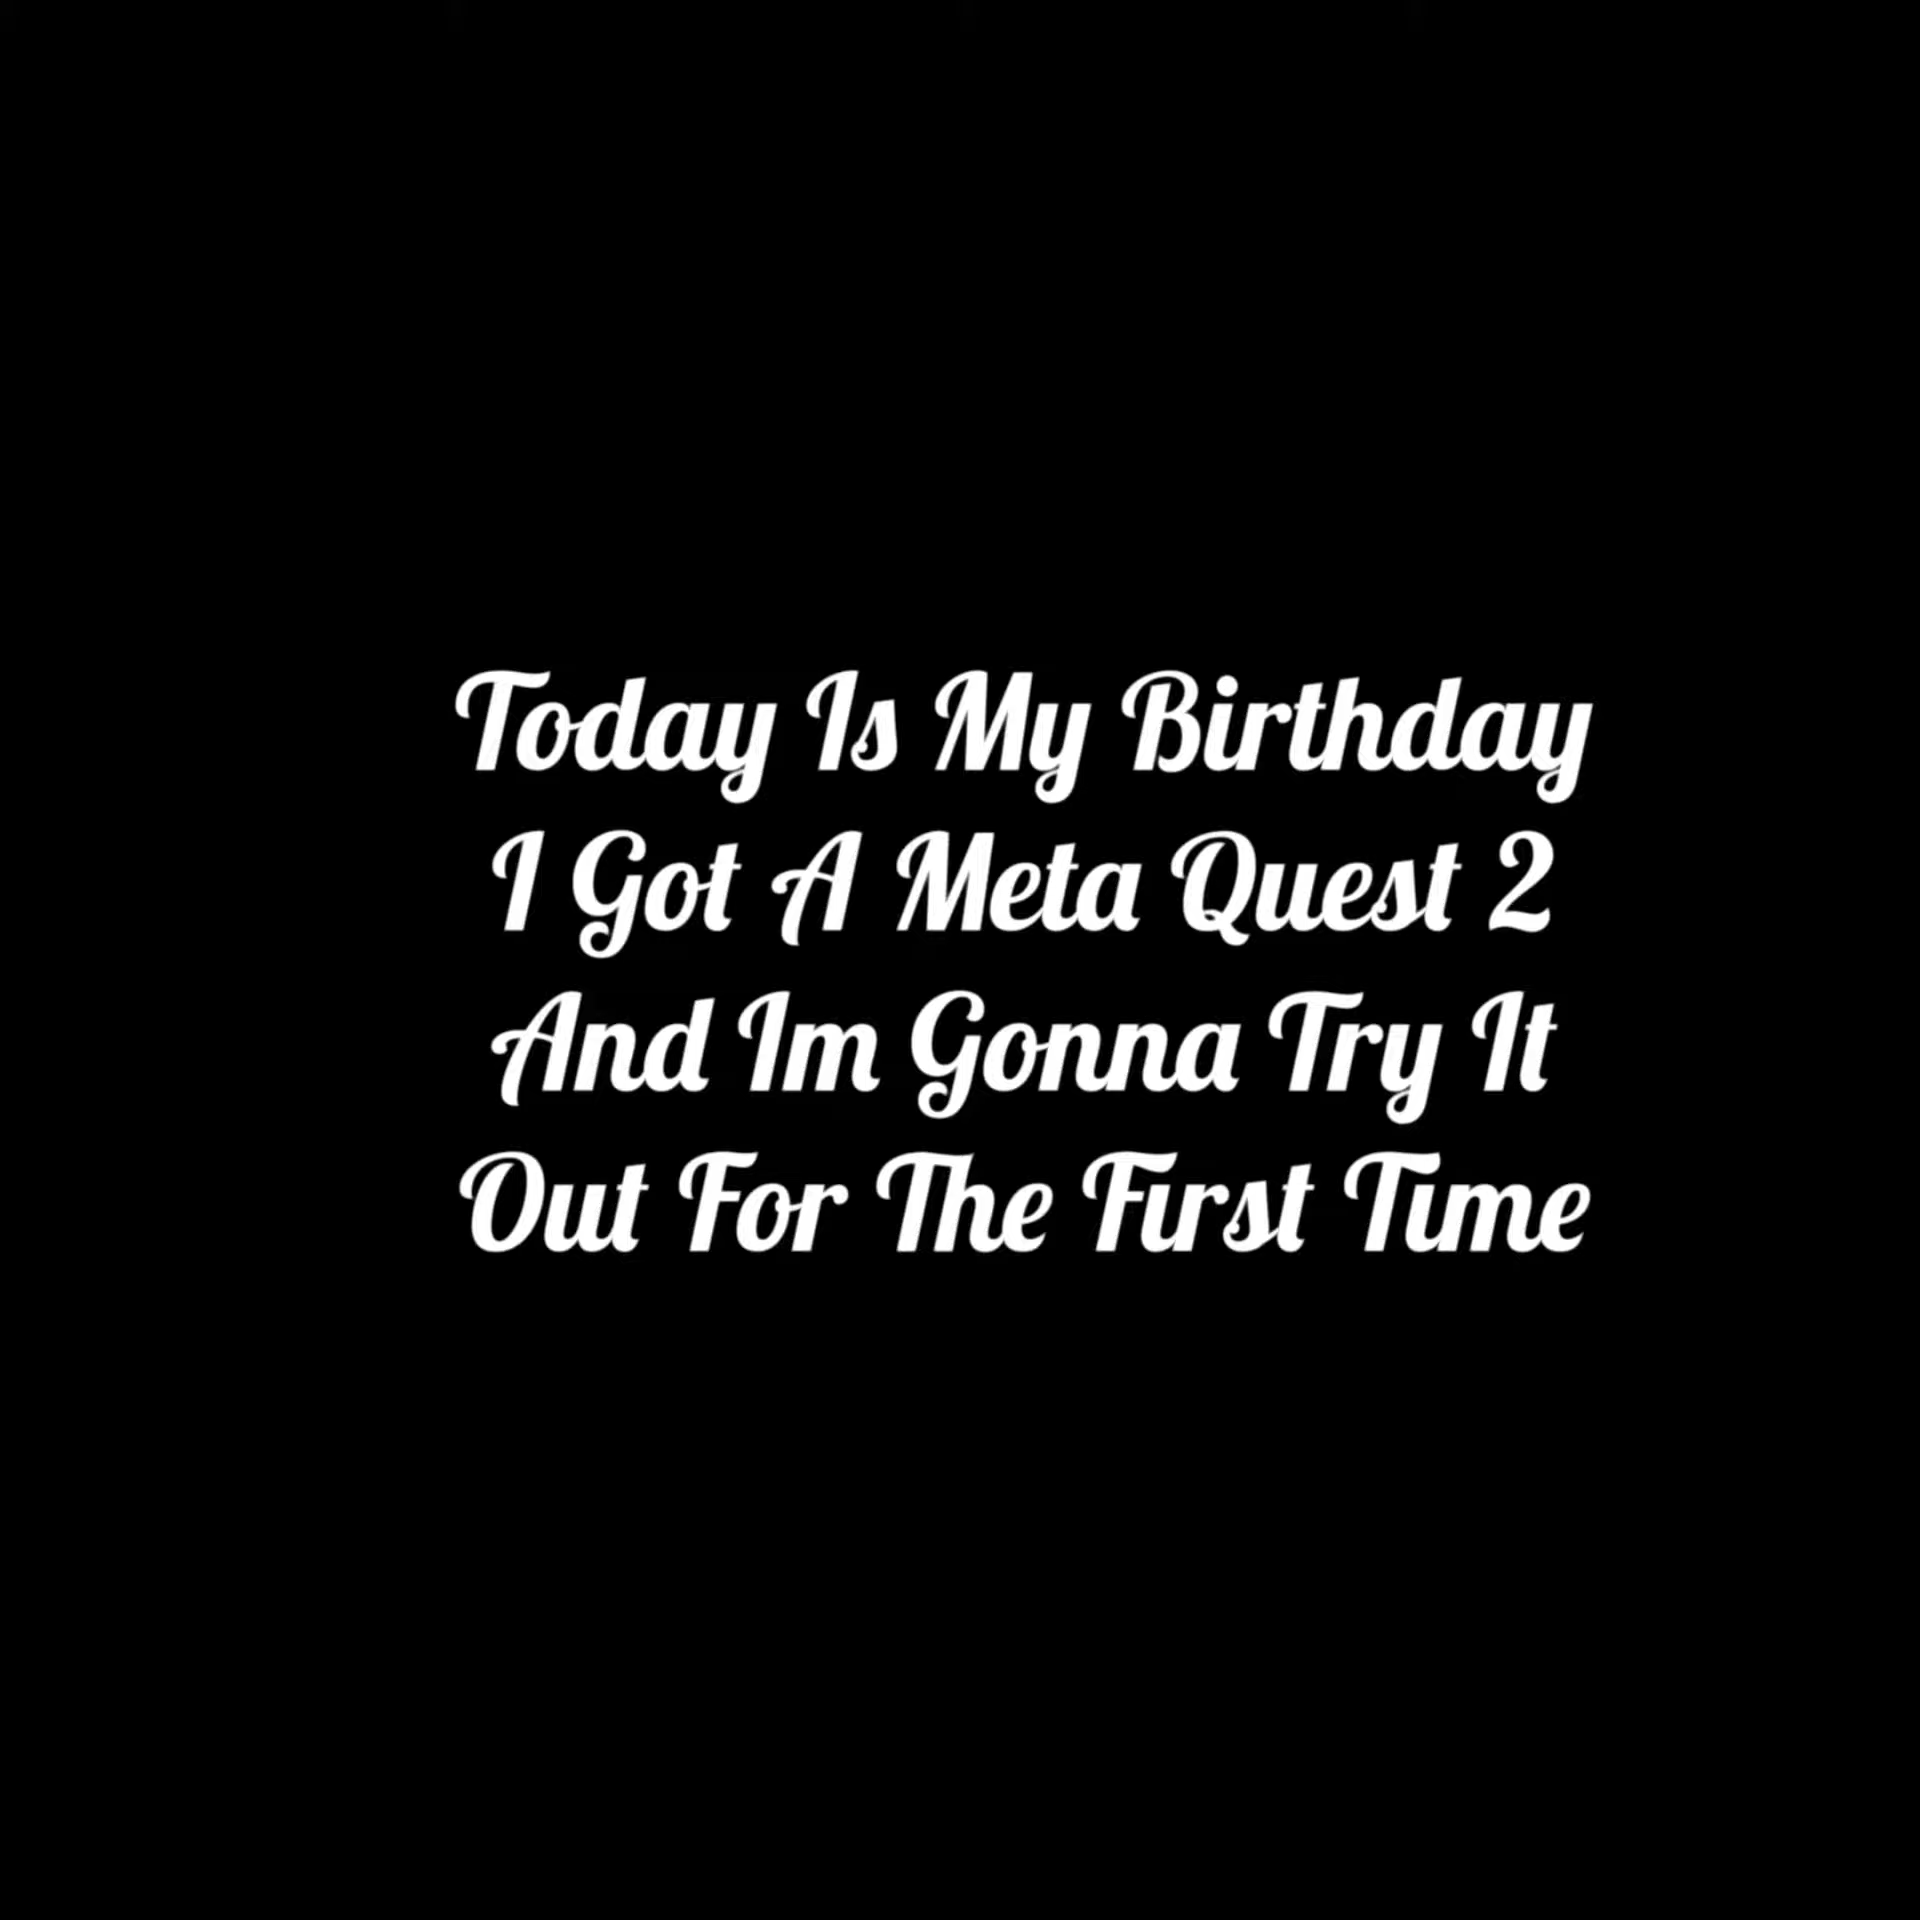 Today Is My Birthday
I Got A Meta Quest 2
And Im Gonna Try It
Out For The First Time